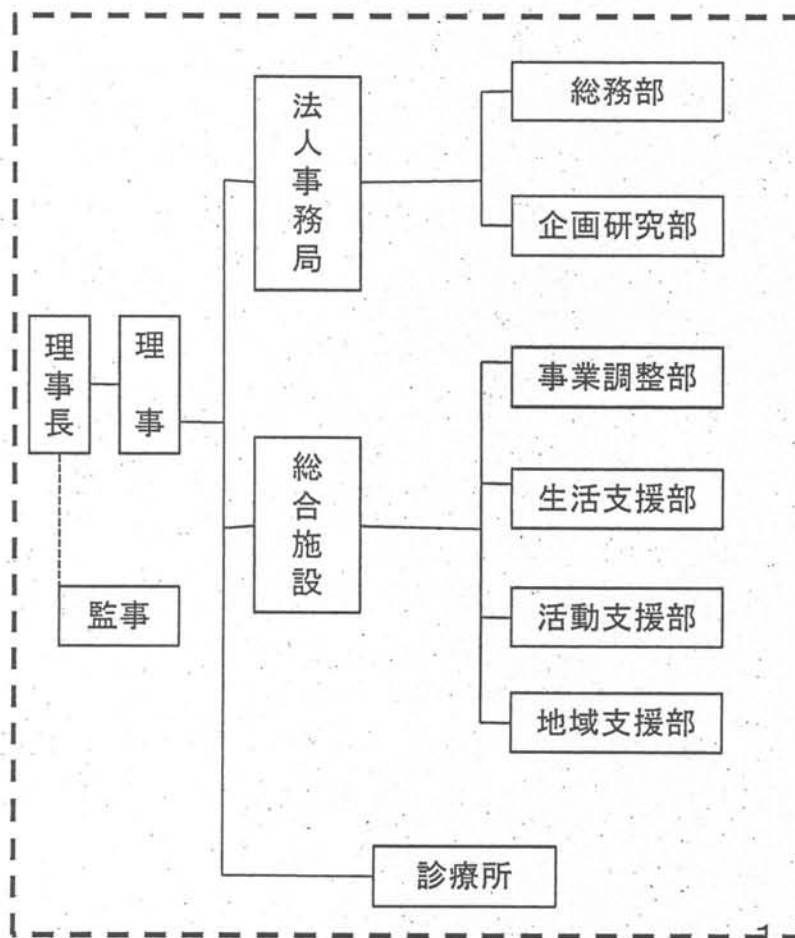 法人事務局
総務部
企画研究部
理事長
理事
総合施設
事業調整部
生活支援部
活動支援部
地域支援部
監事
診療所